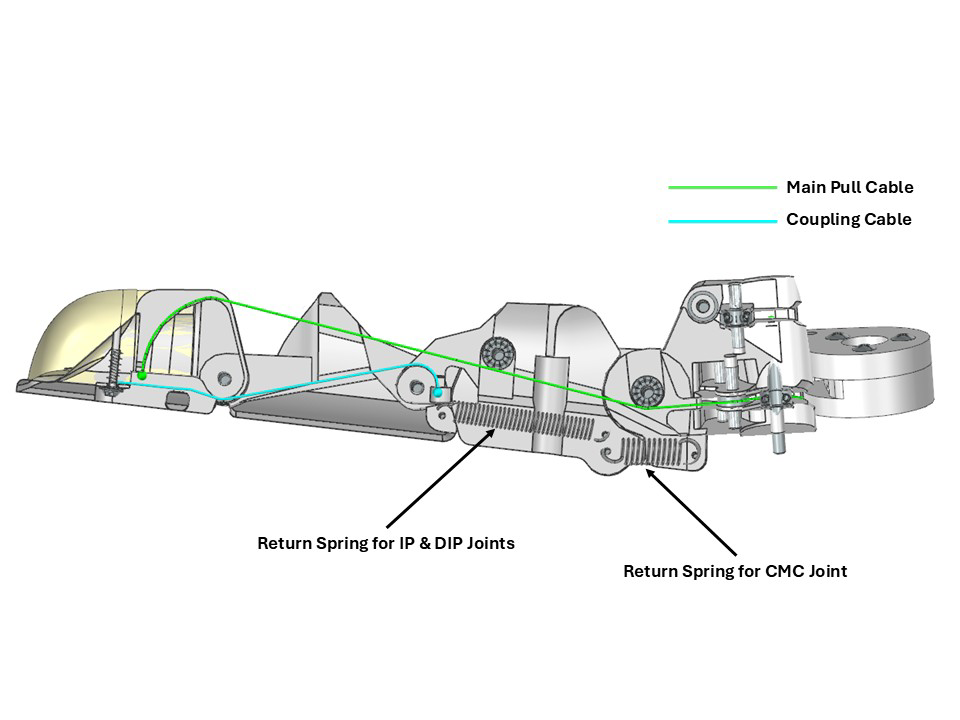 Main Pull Cable
Coupling Cable
Return Spring for IP & DIP Joints
Return Spring for CMC Joint